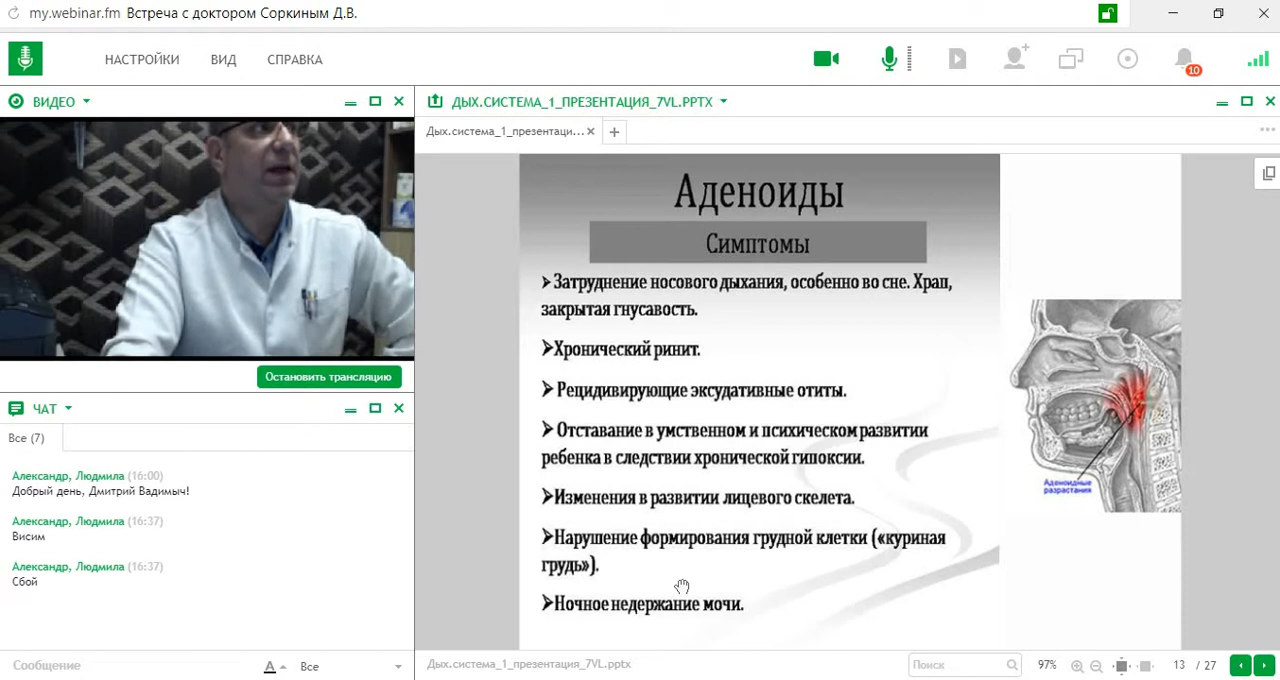 my.webinar.fm Встреча с доктором Соркиным Д.В.
НАСТРОЙКИ ВИД СПРАВКА
10
ВИДЕО
Остановить трансляцию
ЧАТ
Все (7)
Александр, Людмила (16:00)
Добрый день, Дмитрий Вадимыч!
Александр, Людмила (16:37)
Висим
Александр, Людмила (16:37)
Сбой
Сообщение
А
Все
ДЫХ.СИСТЕМА_1_ПРЕЗЕНТАЦИЯ_7VL.PPTX
Дых.система_1_презентаци...
Аденоиды
Симптомы
Затруднение носового дыхания, особенно во сне. Храп,
закрытая гнусавость.
Хронический ринит.
Рецидивирующие эксудативные отиты.
Отставание в умственном и психическом развитии
ребенка в следствии хронической гипоксии.
Изменения в развитии лицевого скелета.
Нарушение формирования грудной клетки («куриная
грудь»).
Ночное недержание мочи.
Аденоидные
разрастания
Дых.система_1_презентация_7VL.pptx
Поиск
97%
13 / 27